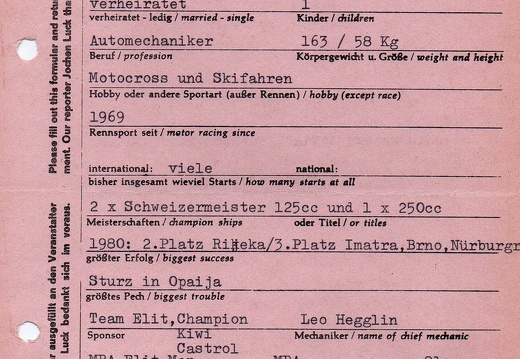 verheiratet 1
verheiratet - ledig / married - single Kinder / children
Automechaniker 163 / 58 Kg
Beruf / profession Körpergewicht u. Größe / weight and height
Motocross und Skifahren
Hobby oder andere Sportart (außer Rennen) / hobby (except race)
1969
Rennsport seit / motor racing since
international: viele national:
bisher insgesamt wieviel Starts / how many starts at all
2 x Schweizermeister 125cc und 1 x 250cc
Meisterschaften / champion ships oder Titel / or titles
1980: 2.Platz Rijeka/3.Platz Imatra,Brno,Nürburgr
größter Erfolg / biggest success
Sturz in Opaija
größtes Pech / biggest trouble
Team Elit,Champion Leo Hegglin
Sponsor Kiwi Mechaniker / name of chief mechanic
Castrol
Please fill out this formular and retu
ment. Our reporter Jochen Luck tha
ausgefüllt an den Veranstalter
Luck bedankt sich im voraus.